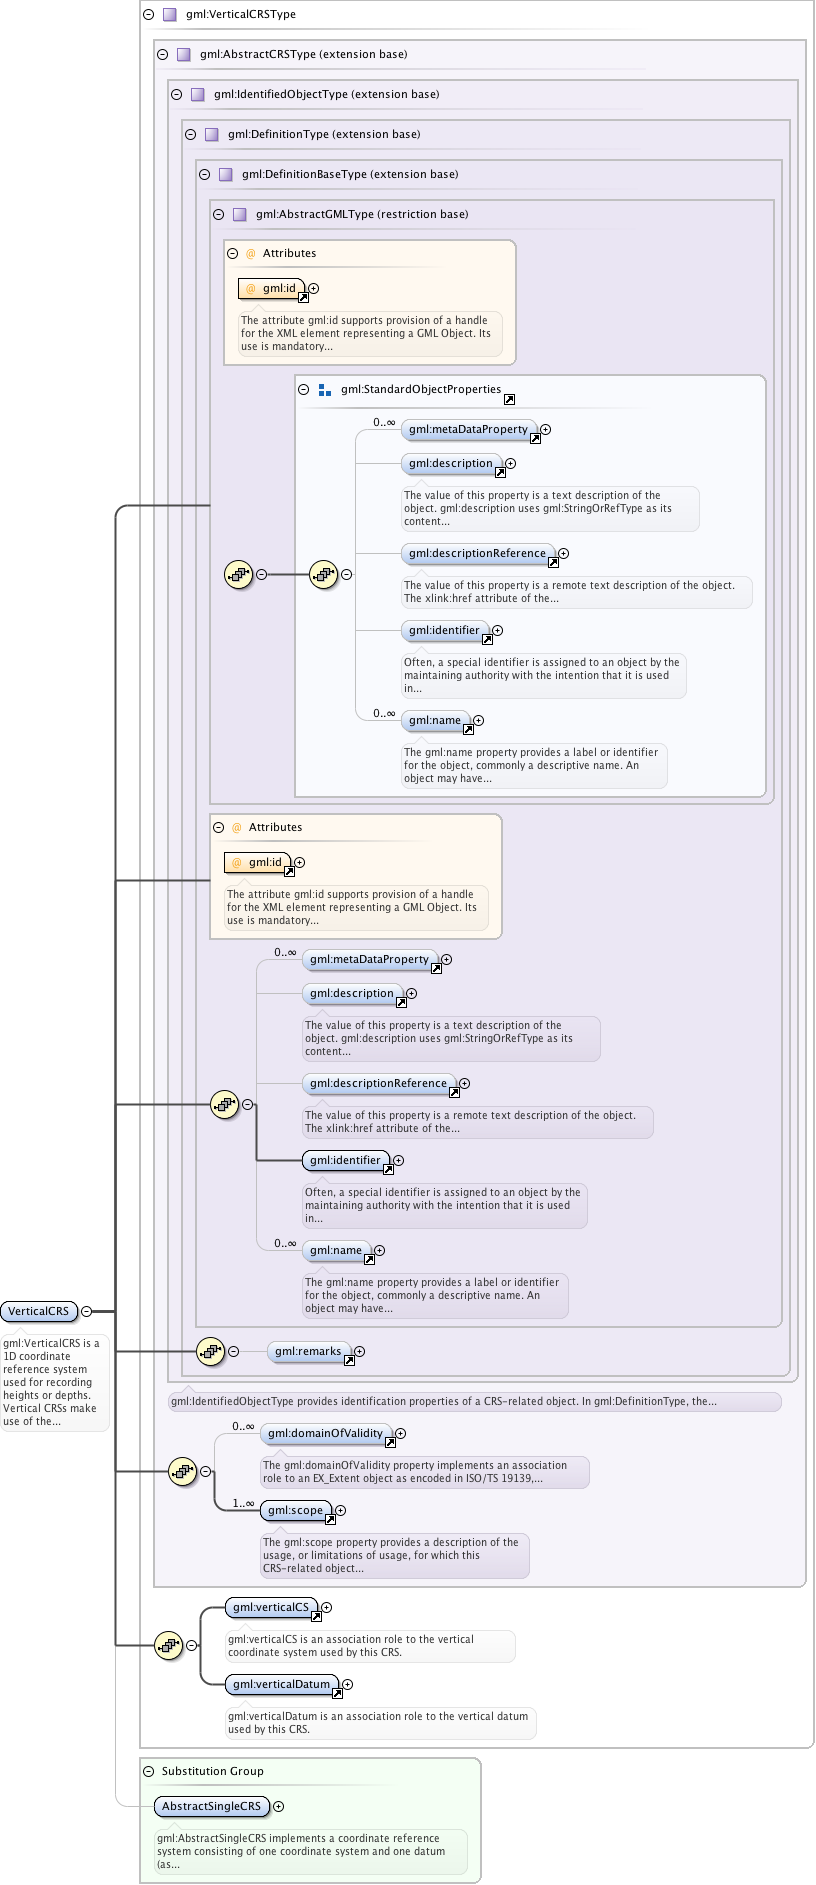 gml:VerticalCRSType
gml:AbstractCRSType (extension base)
gml:IdentifiedObjectType (extension base)
gml:DefinitionType (extension base)
gml:DefinitionBaseType (extension base)
gml:AbstractGMLType (restriction base)
@ Attributes
@ gml:id
The attribute gml:id supports provision of a handle
for the XML element representing a GML Object. Its
use is mandatory...
gml:StandardObjectProperties
0..∞
gml:metaDataProperty
gml:description
The value of this property is a text description of the
object. gml:description uses gml:StringOrRefType as its
content...
gml:descriptionReference
The value of this property is a remote text description of the object.
The xlink:href attribute of the...
gml:identifier
Often, a special identifier is assigned to an object by the
maintaining authority with the intention that it is used
in...
0..∞
gml:name
The gml:name property provides a label or identifier
for the object, commonly a descriptive name. An
object may have...
@ Attributes
@ gml:id
The attribute gml:id supports provision of a handle
for the XML element representing a GML Object. Its
use is mandatory...
0..∞
gml:metaDataProperty
gml:description
The value of this property is a text description of the
object. gml:description uses gml:StringOrRefType as its
content...
gml:descriptionReference
The value of this property is a remote text description of the object.
The xlink:href attribute of the...
gml:identifier
Often, a special identifier is assigned to an object by the
maintaining authority with the intention that it is used
in...
0..∞
gml:name
The gml:name property provides a label or identifier
for the object, commonly a descriptive name. An
object may have...
VerticalCRS
gml:VerticalCRS is a
1D coordinate
reference system
used for recording
heights or depths.
Vertical CRSs make
use of the...
gml:remarks
gml:IdentifiedObjectType provides identification properties of a CRS-related object. In gml:DefinitionType, the...
0..∞
gml:domainOfValidity
The gml:domainOfValidity property implements an association
role to an EX_Extent object as encoded in ISO/TS 19139,...
1..∞
gml:scope
The gml:scope property provides a description of the
usage, or limitations of usage, for which this
CRS-related object...
gml:verticalCS
gml:verticalCS is an association role to the vertical
coordinate system used by this CRS.
gml:verticalDatum
gml:verticalDatum is an association role to the vertical datum
used by this CRS.
Substitution Group
AbstractSingleCRS
gml:AbstractSingleCRS implements a coordinate reference
system consisting of one coordinate system and one datum
(as...